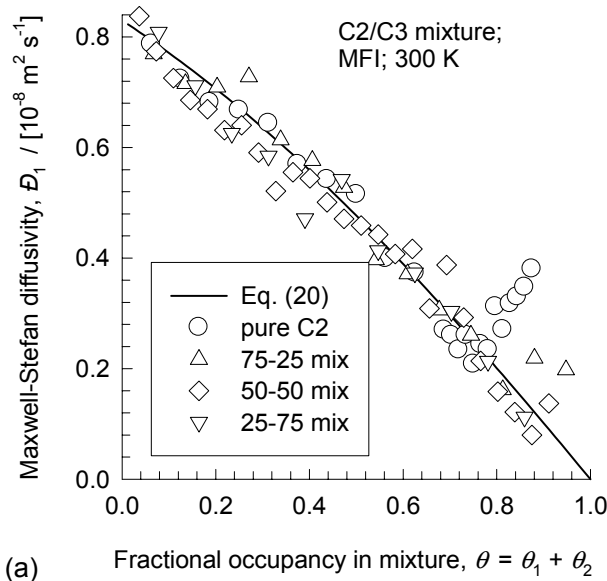 C2/C3 mixture;
MFI; 300 K
Maxwell-Stefan diffusivity, Đ₁ / [10⁻⁸ m² s⁻¹]
0.8
0.6
0.4
0.2
0.0
Eq. (20)
pure C2
75-25 mix
50-50 mix
25-75 mix
0.0 0.2 0.4 0.6 0.8 1.0
(a) Fractional occupancy in mixture, θ = θ₁ + θ₂